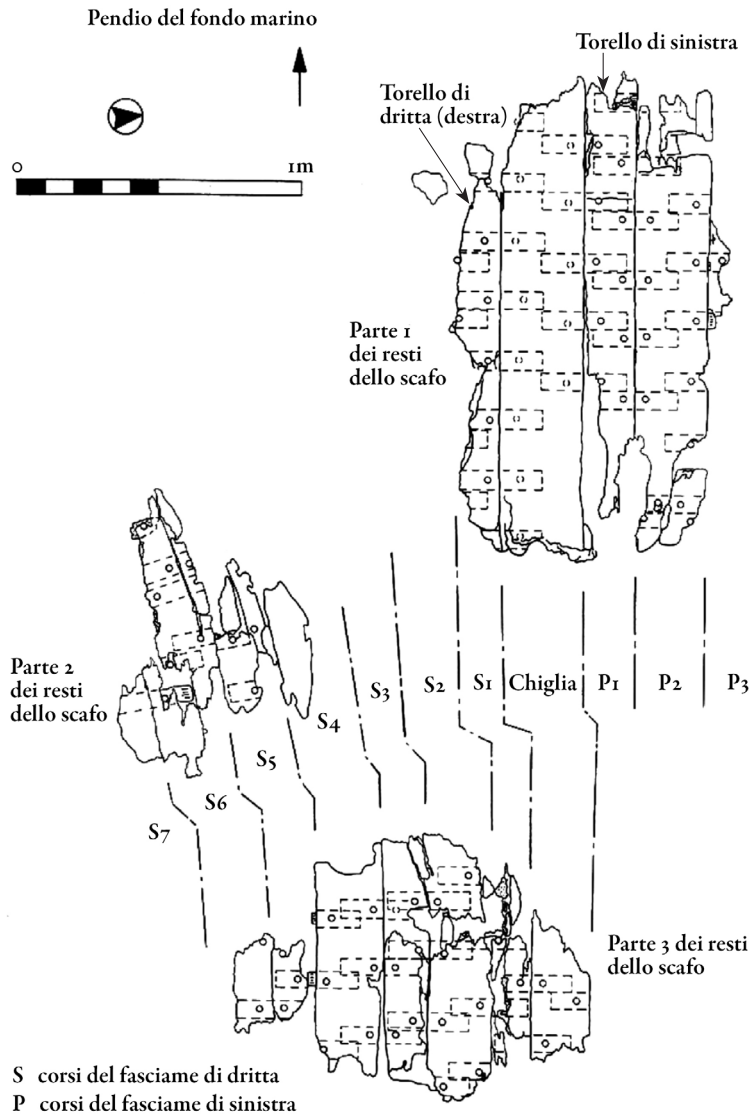 Pendio del fondo marino
0
1m
Torello di sinistra
Torello di
dritta (destra)
Parte 1
dei resti
dello scafo
Parte 2
dei resti
dello scafo
S7
S6
S5
S4
S3
S2
S1
Chiglia
P1
P2
P3
Parte 3 dei resti
dello scafo
S corsi del fasciame di dritta
P corsi del fasciame di sinistra